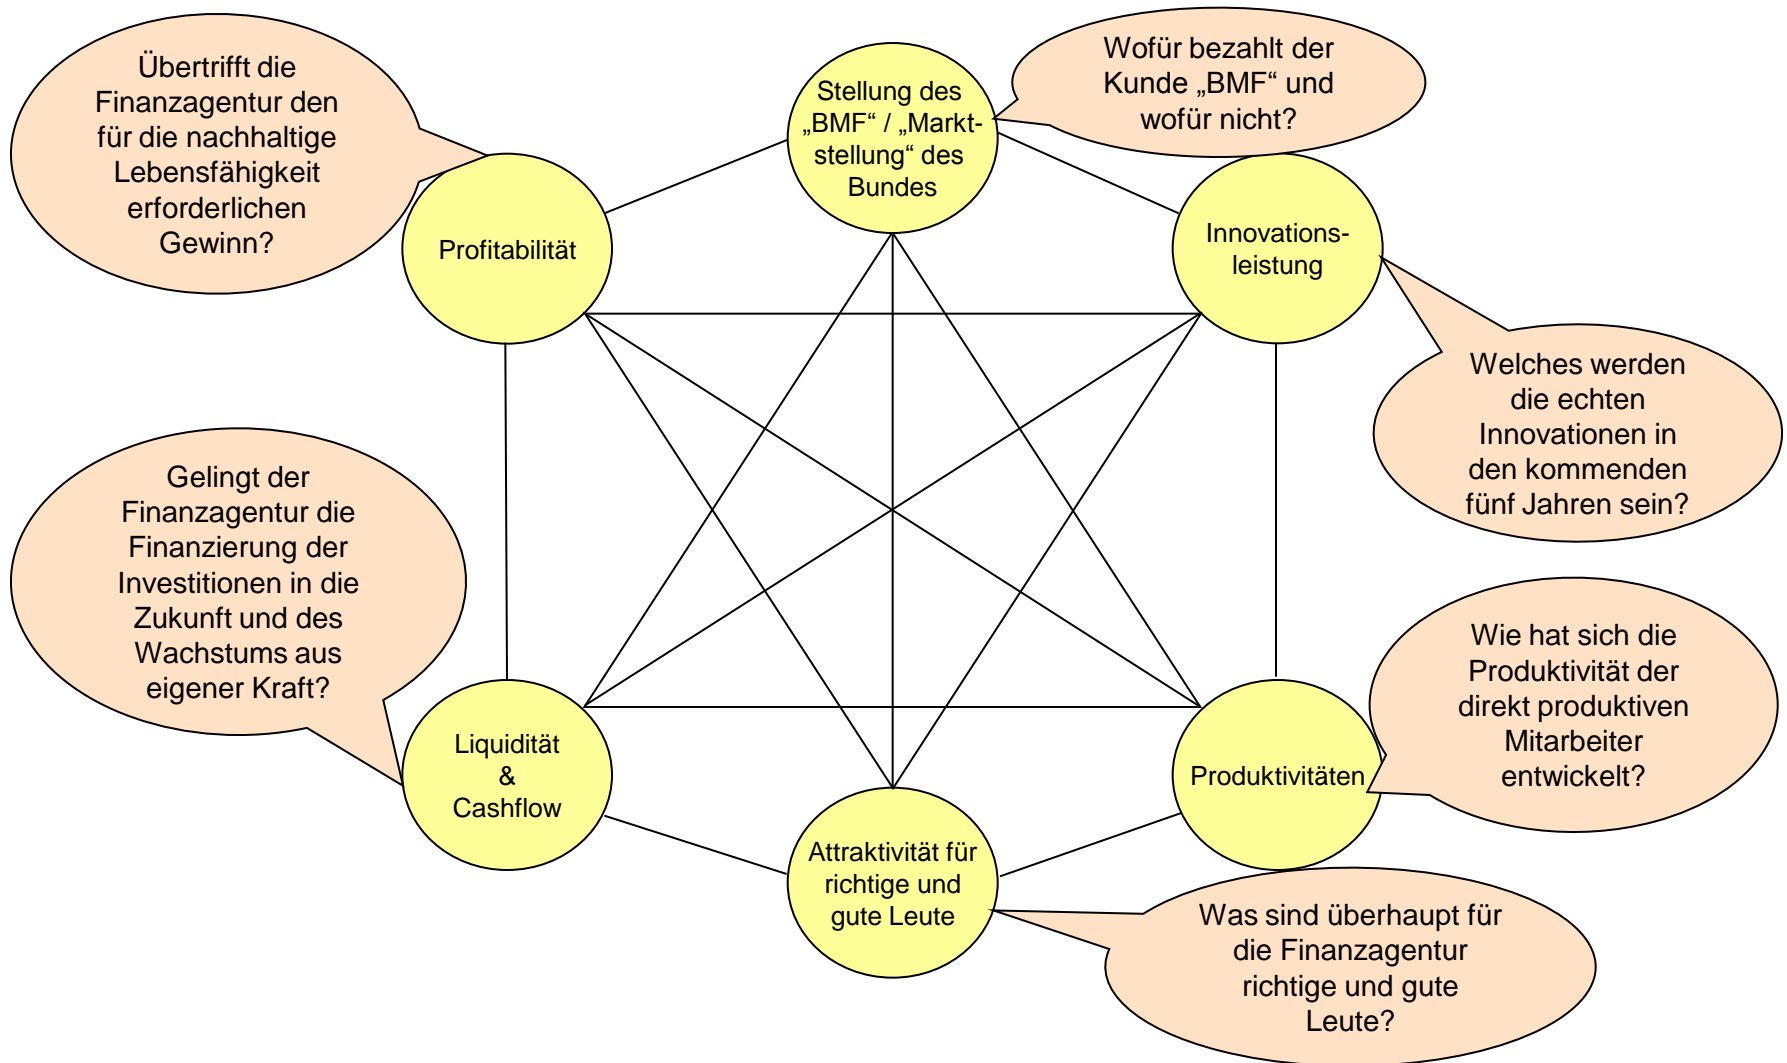 Übertrifft die
Finanzagentur den
für die nachhaltige
Lebensfähigkeit
erforderlichen
Gewinn?
Stellung des
„BMF“ / „Markt-
stellung“ des
Bundes
Wofür bezahlt der
Kunde „BMF“ und
wofür nicht?
Profitabilität
Innovations-
leistung
Welches werden
die echten
Innovationen in
den kommenden
fünf Jahren sein?
Gelingt der
Finanzagentur die
Finanzierung der
Investitionen in die
Zukunft und des
Wachstums aus
eigener Kraft?
Wie hat sich die
Produktivität der
direkt produktiven
Mitarbeiter
entwickelt?
Liquidität
&
Cashflow
Produktivitäten
Attraktivität für
richtige und
gute Leute
Was sind überhaupt für
die Finanzagentur
richtige und gute
Leute?